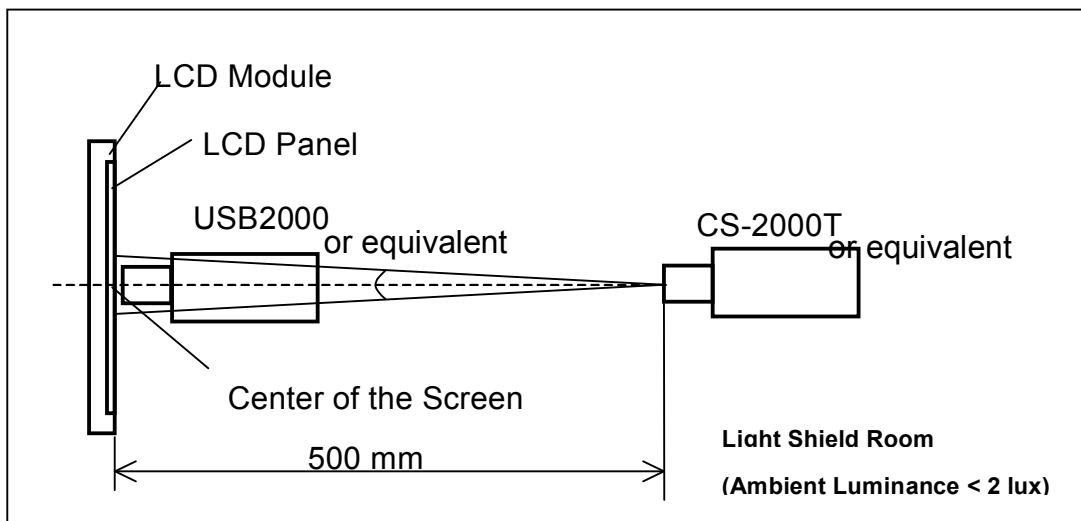 LCD Module
LCD Panel
USB2000
or equivalent
CS-2000T
or equivalent
Center of the Screen
500 mm
Light Shield Room
(Ambient Luminance < 2 lux)